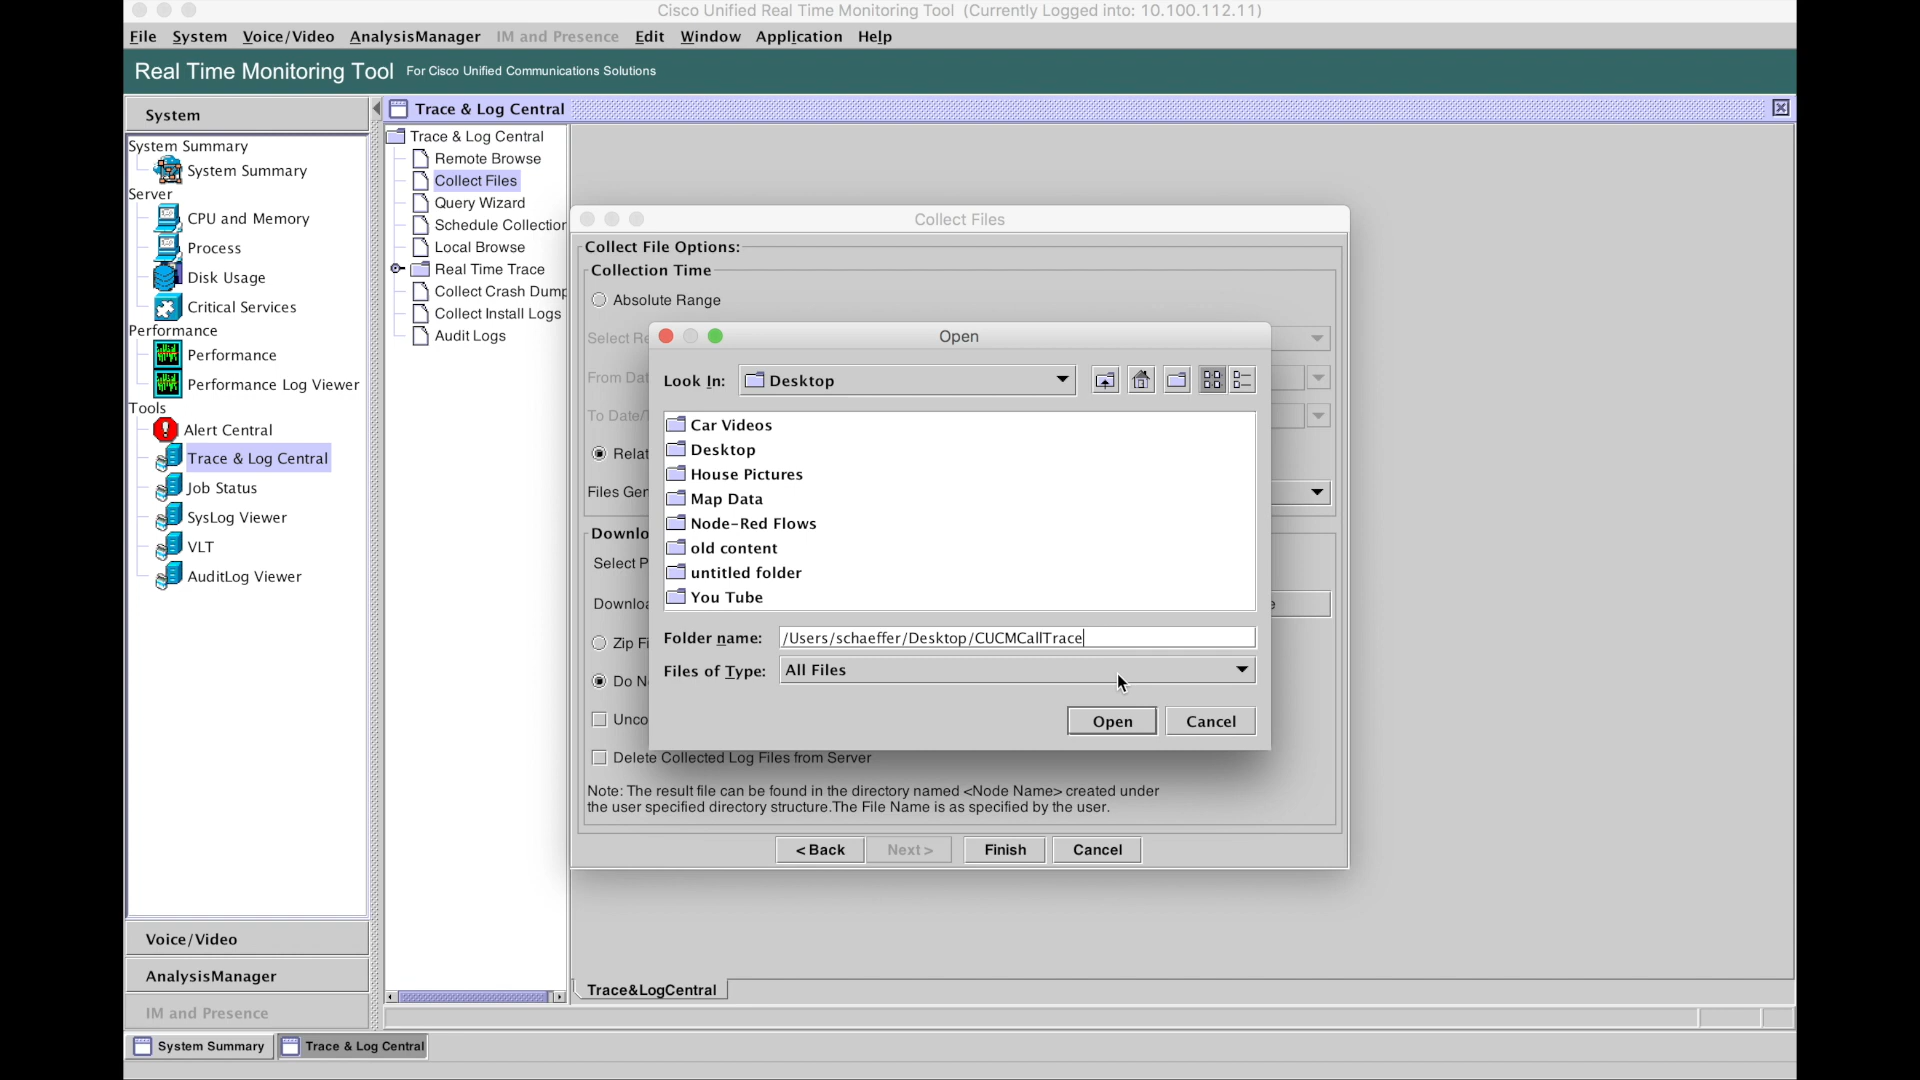 Cisco Unified Real Time Monitoring Tool (Currently Logged into: 10.100.112.11)
File System Voice/Video AnalysisManager IM and Presence Edit Window Application Help
Real Time Monitoring Tool For Cisco Unified Communications Solutions
System
System Summary
System Summary
Server
CPU and Memory
Process
Disk Usage
Critical Services
Performance
Performance
Performance Log Viewer
Tools
Alert Central
Trace & Log Central
Job Status
SysLog Viewer
VLT
AuditLog Viewer
Voice/Video
AnalysisManager
IM and Presence
Trace & Log Central
Trace & Log Central
Remote Browse
Collect Files
Query Wizard
Schedule Collection
Local Browse
Real Time Trace
Collect Crash Dump
Collect Install Logs
Audit Logs
Collect Files
Collect File Options:
Collection Time
Absolute Range
Select Re
From Dat
To Date/
Relat
Files Gen
Downlo
Select P
Downloa
Zip Fi
Do N
Unco
Delete Collected Log Files from Server
Note: The result file can be found in the directory named <Node Name> created under
the user specified directory structure.The File Name is as specified by the user.
< Back Next > Finish Cancel
Open
Look In: Desktop
Car Videos
Desktop
House Pictures
Map Data
Node-Red Flows
old content
untitled folder
You Tube
Folder name: /Users/schaeffer/Desktop/CUCMCallTrace
Files of Type: All Files
Open Cancel
Trace&LogCentral
System Summary Trace & Log Central